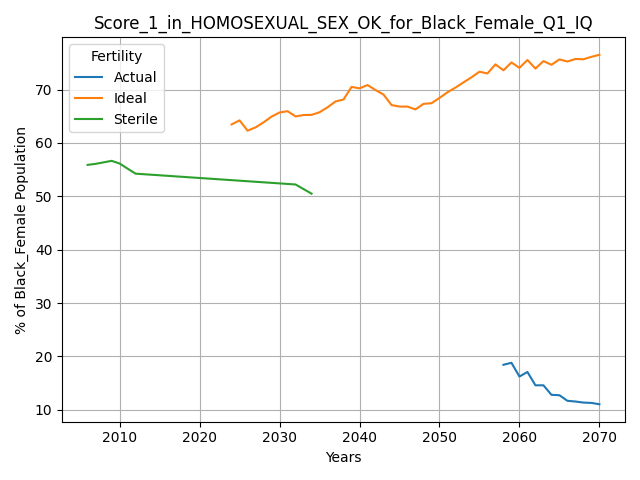 Score_1_in_HOMOSEXUAL_SEX_OK_for_Black_Female_Q1_IQ
Fertility
Actual
Ideal
Sterile
% of Black_Female Population
70
60
50
40
30
20
10
2010 2020 2030 2040 2050 2060 2070
Years